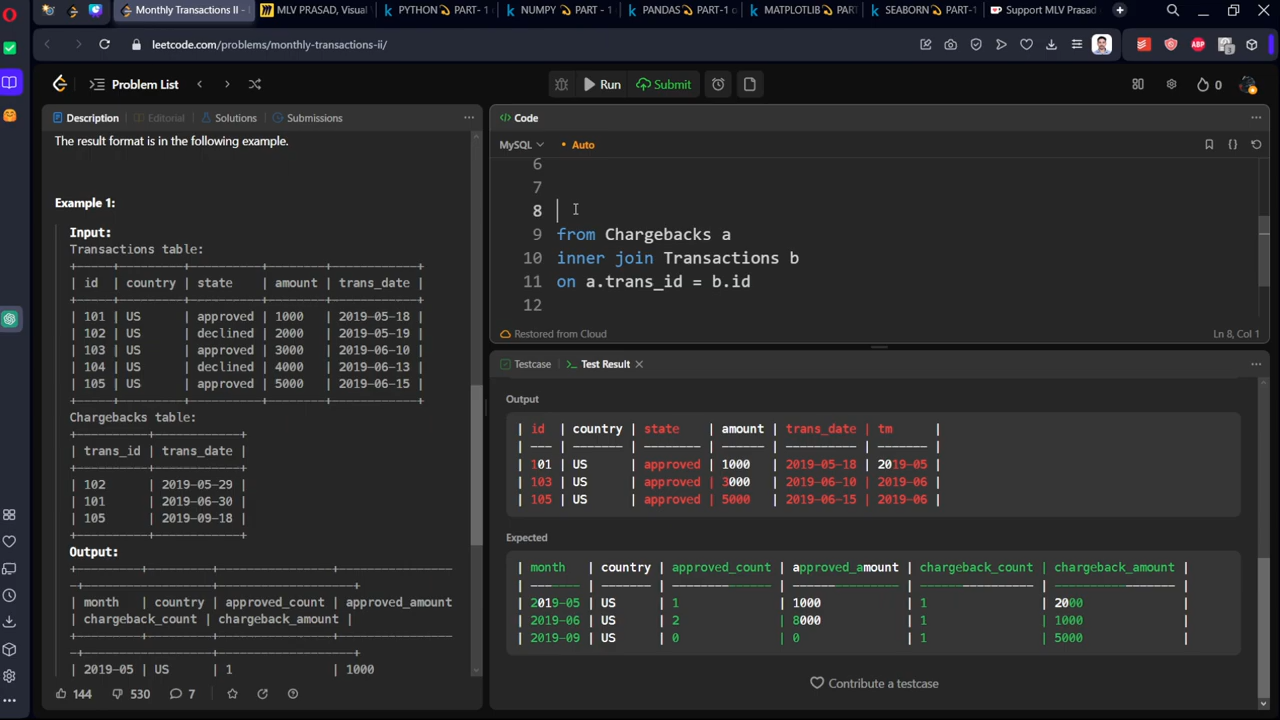 Monthly Transactions II - 
MLV PRASAD, Visual
PYTHON PART- 1
NUMPY PART - 1
PANDAS PART-1 o
MATPLOTLIB PAR
SEABORN PART-
Support MLV Prasad
leetcode.com/problems/monthly-transactions-ii/
ABP
Problem List
Run
Submit
0
Description
Editorial
Solutions
Submissions
The result format is in the following example.
Example 1:
Input:
Transactions table:
+-----+---------+----------+--------+------------+
| id | country | state | amount | trans_date |
+-----+---------+----------+--------+------------+
| 101 | US | approved | 1000 | 2019-05-18 |
| 102 | US | declined | 2000 | 2019-05-19 |
| 103 | US | approved | 3000 | 2019-06-10 |
| 104 | US | declined | 4000 | 2019-06-13 |
| 105 | US | approved | 5000 | 2019-06-15 |
+-----+---------+----------+--------+------------+
Chargebacks table:
+----------+------------+
| trans_id | trans_date |
+----------+------------+
| 102 | 2019-05-29 |
| 101 | 2019-06-30 |
| 105 | 2019-09-18 |
+----------+------------+
Output:
| month | country | approved_count | approved_amount
| chargeback_count | chargeback_amount |
| 2019-05 | US | 1 | 1000
144
530
7
Code
MySQL
Auto
6
7
8
9 from Chargebacks a
10 inner join Transactions b
11 on a.trans_id = b.id
12
Restored from Cloud
Ln 8, Col 1
Testcase
Test Result
Output
| id | country | state | amount | trans_date | tm |
| --- | ------- | -------- | ------ | ---------- | ------- |
| 101 | US | approved | 1000 | 2019-05-18 | 2019-05 |
| 103 | US | approved | 3000 | 2019-06-10 | 2019-06 |
| 105 | US | approved | 5000 | 2019-06-15 | 2019-06 |
Expected
| month | country | approved_count | approved_amount | chargeback_count | chargeback_amount |
| ------- | ------- | -------------- | --------------- | ---------------- | ----------------- |
| 2019-05 | US | 1 | 1000 | 1 | 2000 |
| 2019-06 | US | 2 | 8000 | 1 | 1000 |
| 2019-09 | US | 0 | 0 | 1 | 5000 |
Contribute a testcase